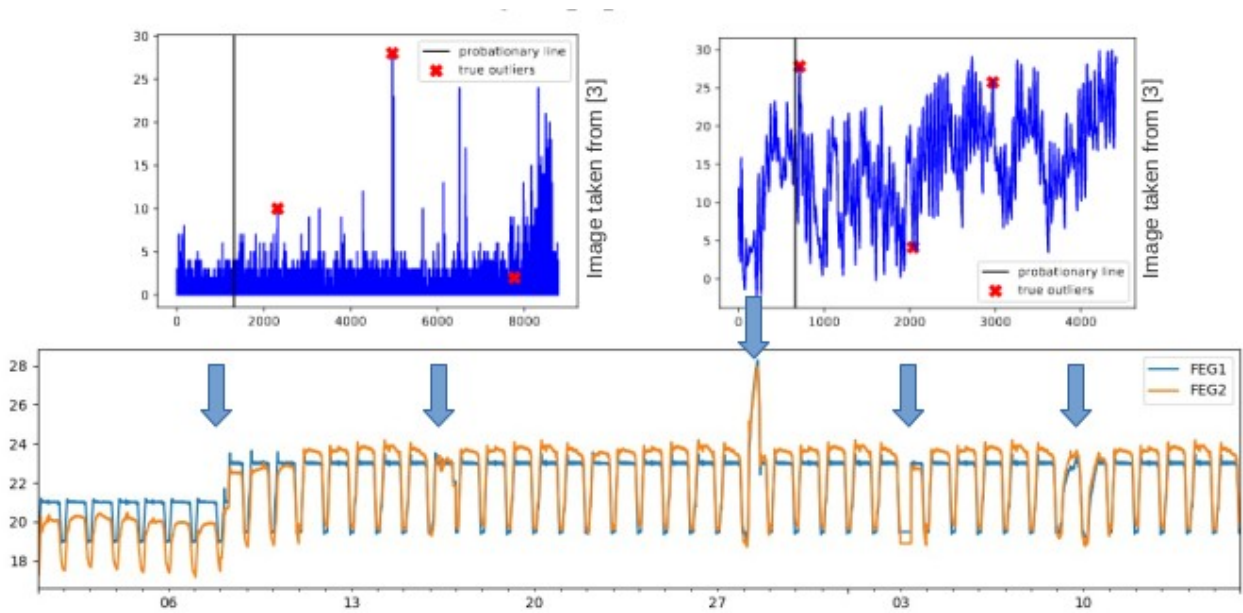 30
25
20
15
10
5
0
probationary line
true outliers
0 2000 4000 6000 8000
Image taken from [3]
30
25
20
15
10
5
0
probationary line
true outliers
0 1000 2000 3000 4000
Image taken from [3]
28
26
24
22
20
18
FEG1
FEG2
06 13 20 27 03 10